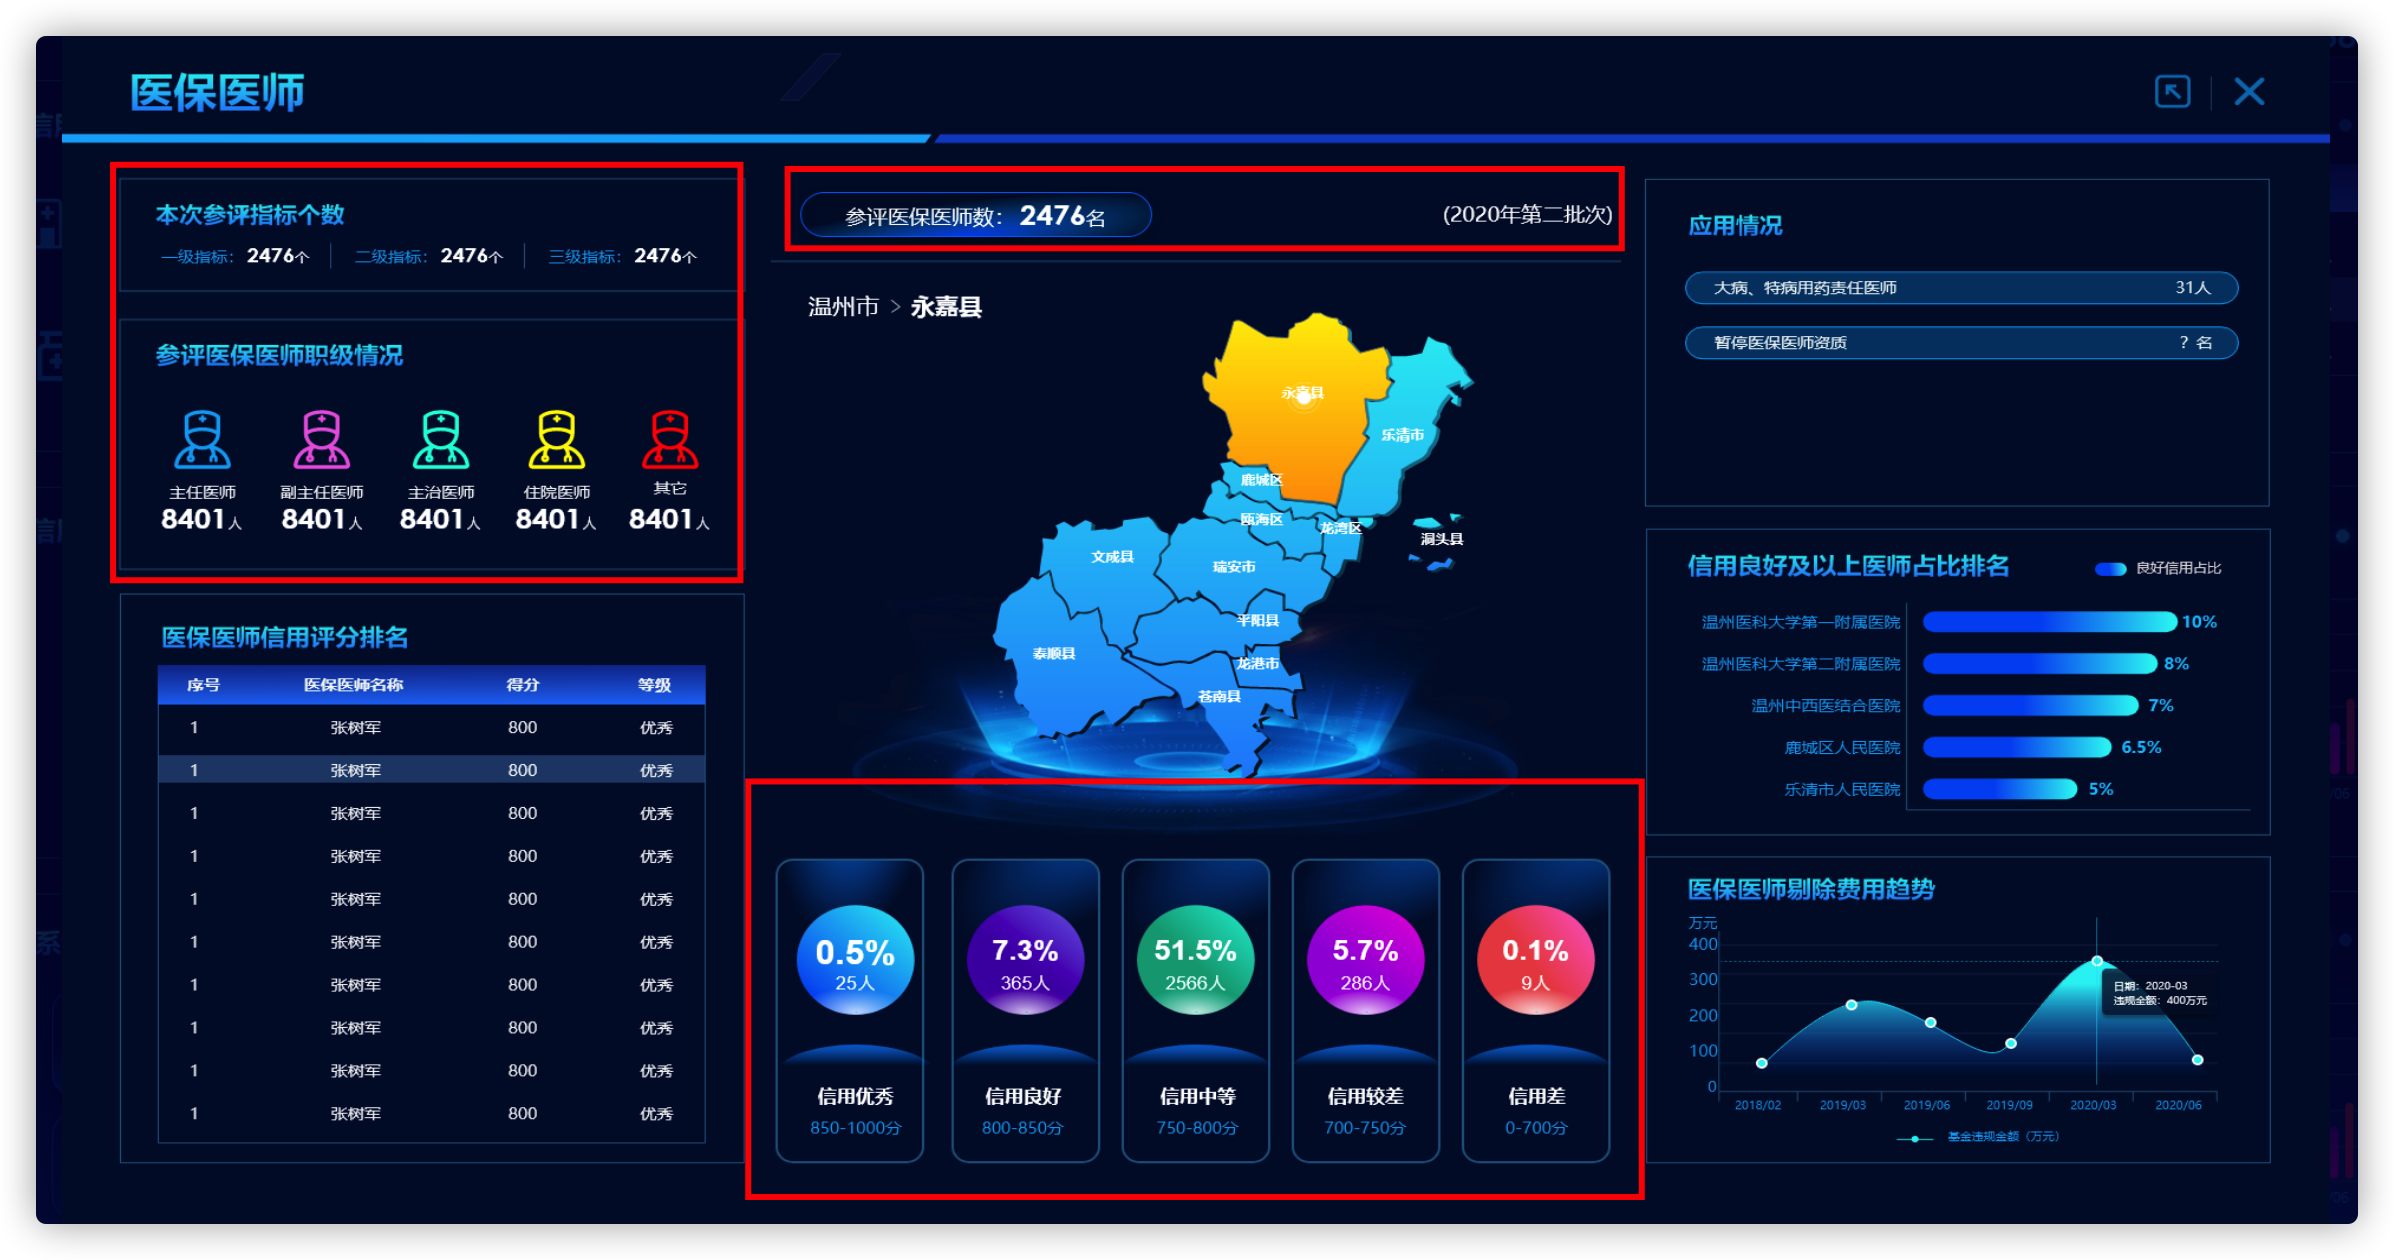 医保医师
本次参评指标个数
一级指标： 2476个
二级指标： 2476个
三级指标： 2476个
参评医保医师职级情况
主任医师
8401人
副主任医师
8401人
主治医师
8401人
住院医师
8401人
其它
8401人
医保医师信用评分排名
序号 医保医师名称 得分 等级
1 张树军 800 优秀
1 张树军 800 优秀
1 张树军 800 优秀
1 张树军 800 优秀
1 张树军 800 优秀
1 张树军 800 优秀
1 张树军 800 优秀
1 张树军 800 优秀
1 张树军 800 优秀
1 张树军 800 优秀
参评医保医师数： 2476名
(2020年第二批次)
温州市 > 永嘉县
永嘉县
乐清市
鹿城区
瓯海区
龙湾区
洞头县
文成县
瑞安市
平阳县
泰顺县
龙港市
苍南县
0.5%
25人
信用优秀
850-1000分
7.3%
365人
信用良好
800-850分
51.5%
2566人
信用中等
750-800分
5.7%
286人
信用较差
700-750分
0.1%
9人
信用差
0-700分
应用情况
大病、特病用药责任医师 31人
暂停医保医师资质 ？名
信用良好及以上医师占比排名
良好信用占比
温州医科大学第一附属医院 10%
温州医科大学第二附属医院 8%
温州中西医结合医院 7%
鹿城区人民医院 6.5%
乐清市人民医院 5%
医保医师剔除费用趋势
万元
400
300
200
100
0
日期：2020-03
违规金额：400万元
2018/02 2019/03 2019/06 2019/09 2020/03 2020/06
基金违规金额（万元）